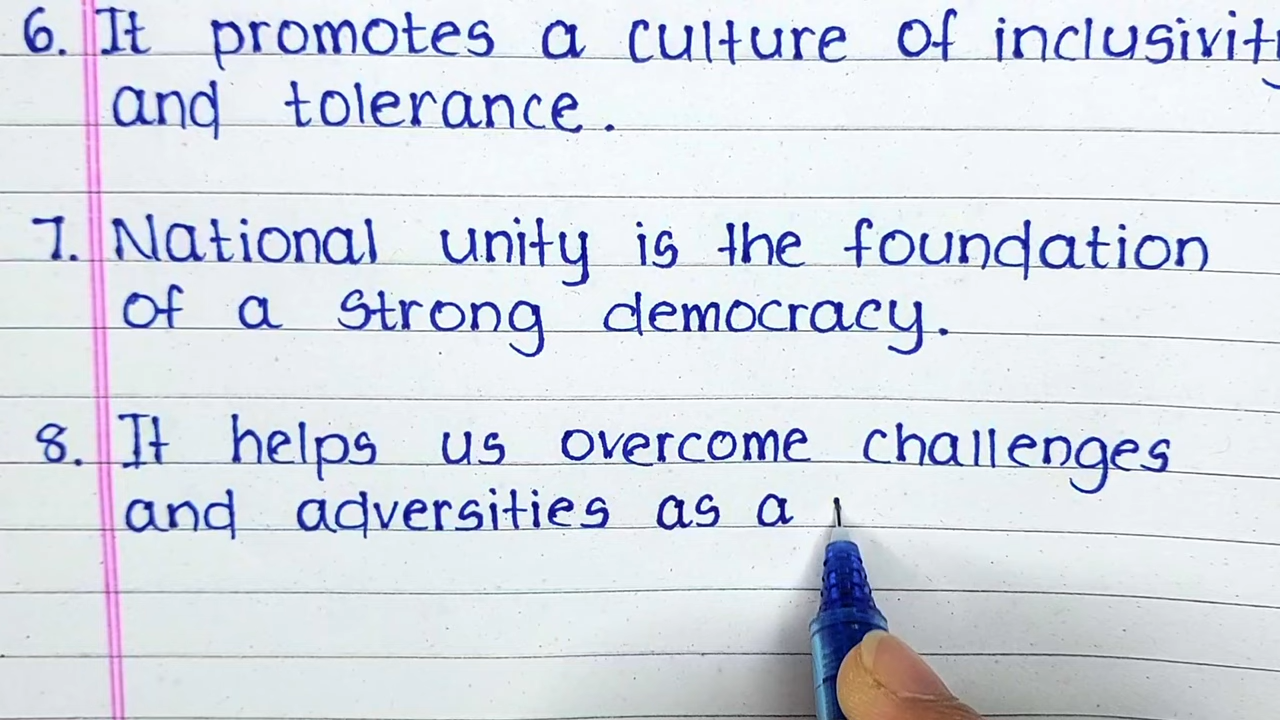 6. It promotes a culture of inclusivity
and tolerance.
7. National unity is the foundation
of a strong democracy.
8. It helps us overcome challenges
and adversities as a